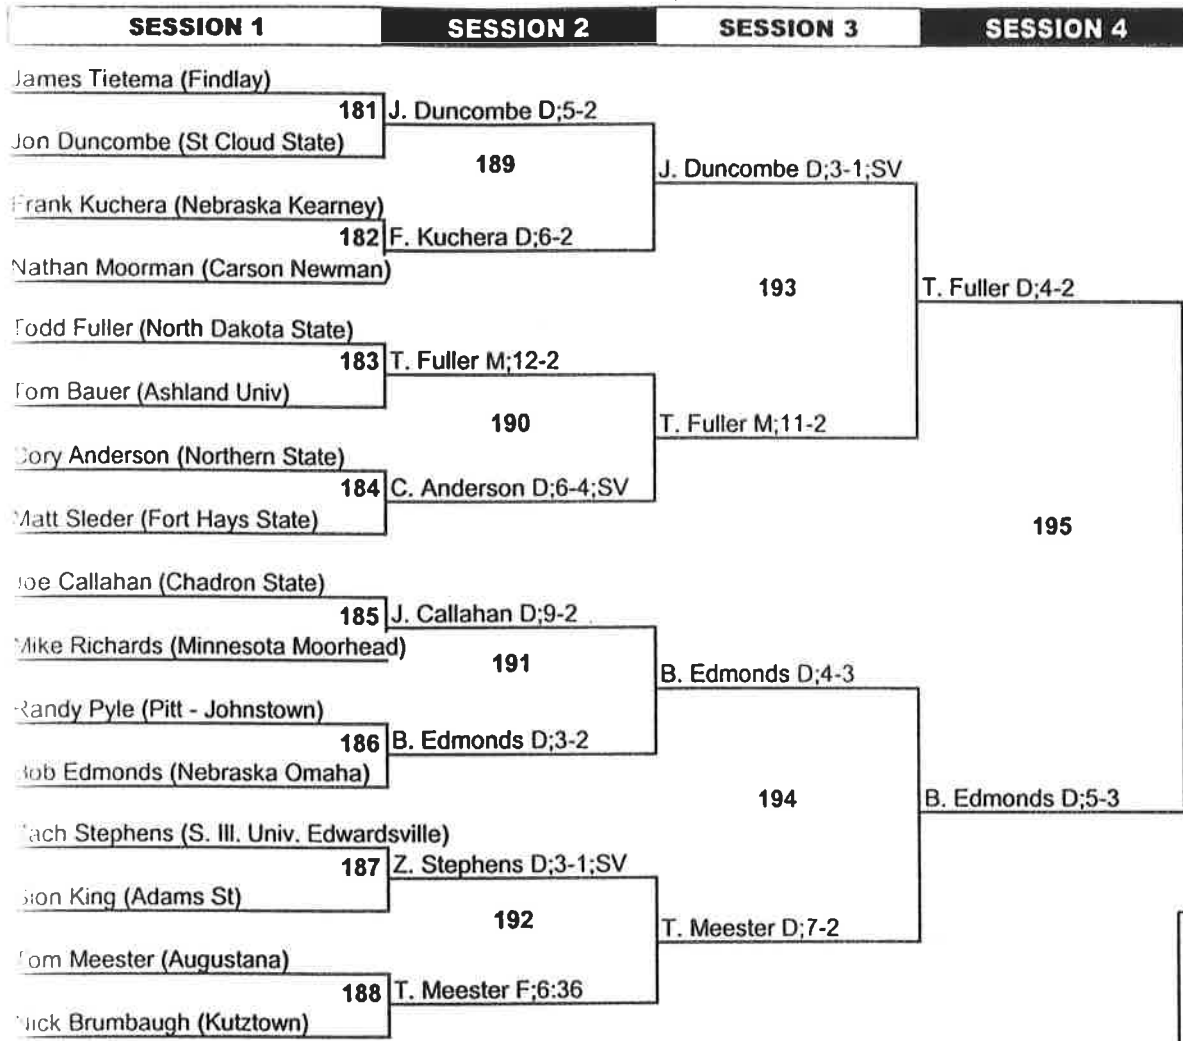 SESSION 1 SESSION 2 SESSION 3 SESSION 4
James Tietema (Findlay)
181 J. Duncombe D;5-2
Jon Duncombe (St Cloud State)
189
J. Duncombe D;3-1;SV
Frank Kuchera (Nebraska Kearney)
182 F. Kuchera D;6-2
Nathan Moorman (Carson Newman)
193
T. Fuller D;4-2
Todd Fuller (North Dakota State)
183 T. Fuller M;12-2
Tom Bauer (Ashland Univ)
190
T. Fuller M;11-2
Cory Anderson (Northern State)
184 C. Anderson D;6-4;SV
Matt Sleder (Fort Hays State)
195
Joe Callahan (Chadron State)
185 J. Callahan D;9-2
Mike Richards (Minnesota Moorhead)
191
B. Edmonds D;4-3
Randy Pyle (Pitt - Johnstown)
186 B. Edmonds D;3-2
Bob Edmonds (Nebraska Omaha)
194
B. Edmonds D;5-3
Zach Stephens (S. Ill. Univ. Edwardsville)
187 Z. Stephens D;3-1;SV
King (Adams St)
192
T. Meester D;7-2
Tom Meester (Augustana)
188 T. Meester F;6:36
Nick Brumbaugh (Kutztown)